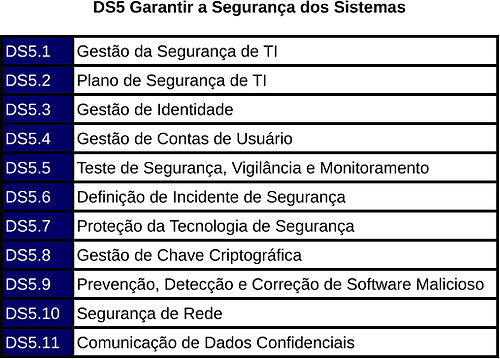 DS5 Garantir a Segurança dos Sistemas
DS5.1 Gestão da Segurança de TI
DS5.2 Plano de Segurança de TI
DS5.3 Gestão de Identidade
DS5.4 Gestão de Contas de Usuário
DS5.5 Teste de Segurança, Vigilância e Monitoramento
DS5.6 Definição de Incidente de Segurança
DS5.7 Proteção da Tecnologia de Segurança
DS5.8 Gestão de Chave Criptográfica
DS5.9 Prevenção, Detecção e Correção de Software Malicioso
DS5.10 Segurança de Rede
DS5.11 Comunicação de Dados Confidenciais